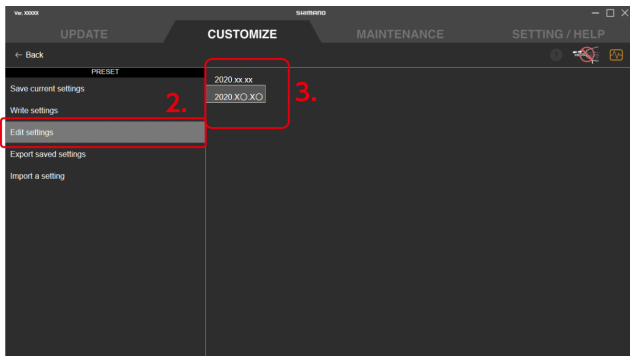 Ver. XXXXX
SHIMANO
UPDATE
CUSTOMIZE
MAINTENANCE
SETTING / HELP
← Back
PRESET
Save current settings
Write settings
Edit settings
Export saved settings
Import a setting
2.
2020.xx.xx
2020.X○.X○
3.